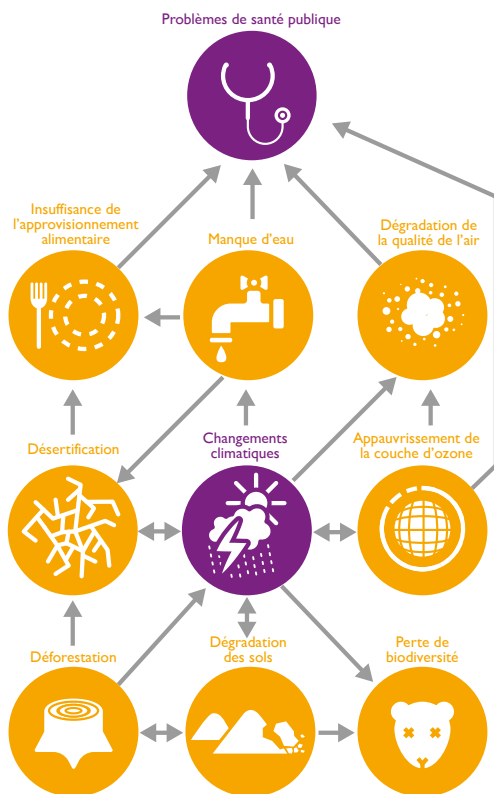 Problèmes de santé publique
Insuffisance de
l'approvisionnement
alimentaire
Manque d'eau
Dégradation de
la qualité de l'air
Désertification
Changements
climatiques
Appauvrissement de
la couche d'ozone
Déforestation
Dégradation
des sols
Perte de
biodiversité